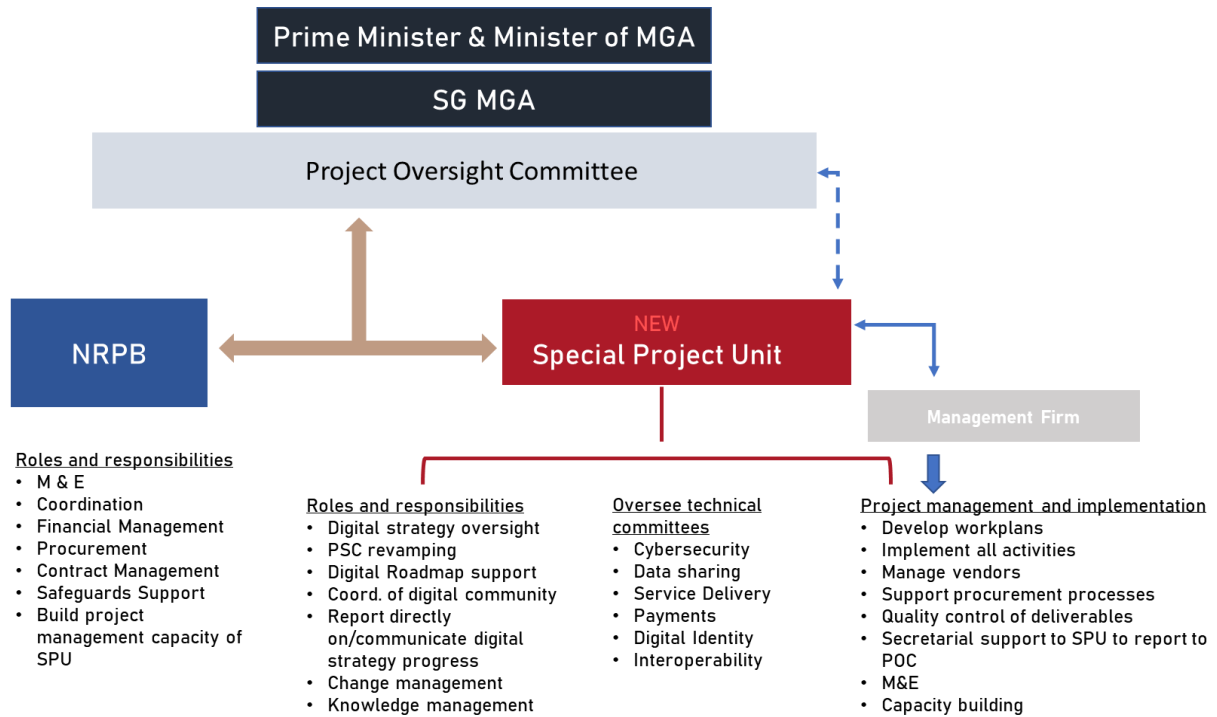 Prime Minister & Minister of MGA
SG MGA
Project Oversight Committee
NRPB
NEW
Special Project Unit
Management Firm
Roles and responsibilities
• M & E
• Coordination
• Financial Management
• Procurement
• Contract Management
• Safeguards Support
• Build project
management capacity of
SPU
Roles and responsibilities
• Digital strategy oversight
• PSC revamping
• Digital Roadmap support
• Coord. of digital community
• Report directly
on/communicate digital
strategy progress
• Change management
• Knowledge management
Oversee technical
committees
• Cybersecurity
• Data sharing
• Service Delivery
• Payments
• Digital Identity
• Interoperability
Project management and implementation
• Develop workplans
• Implement all activities
• Manage vendors
• Support procurement processes
• Quality control of deliverables
• Secretarial support to SPU to report to
POC
• M&E
• Capacity building